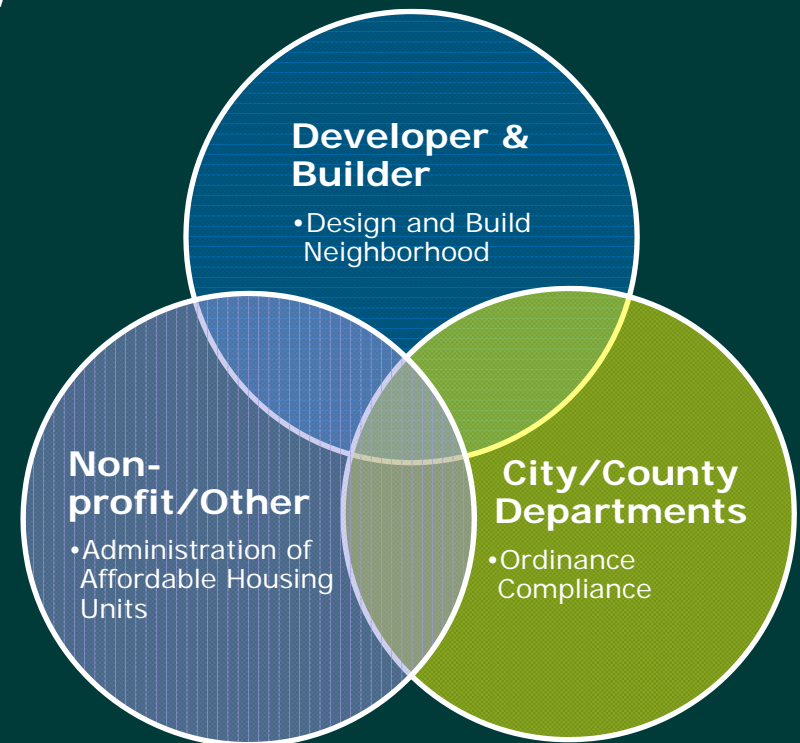 Developer &
Builder
•Design and Build
Neighborhood
Non-
profit/Other
•Administration of
Affordable Housing
Units
City/County
Departments
•Ordinance
Compliance